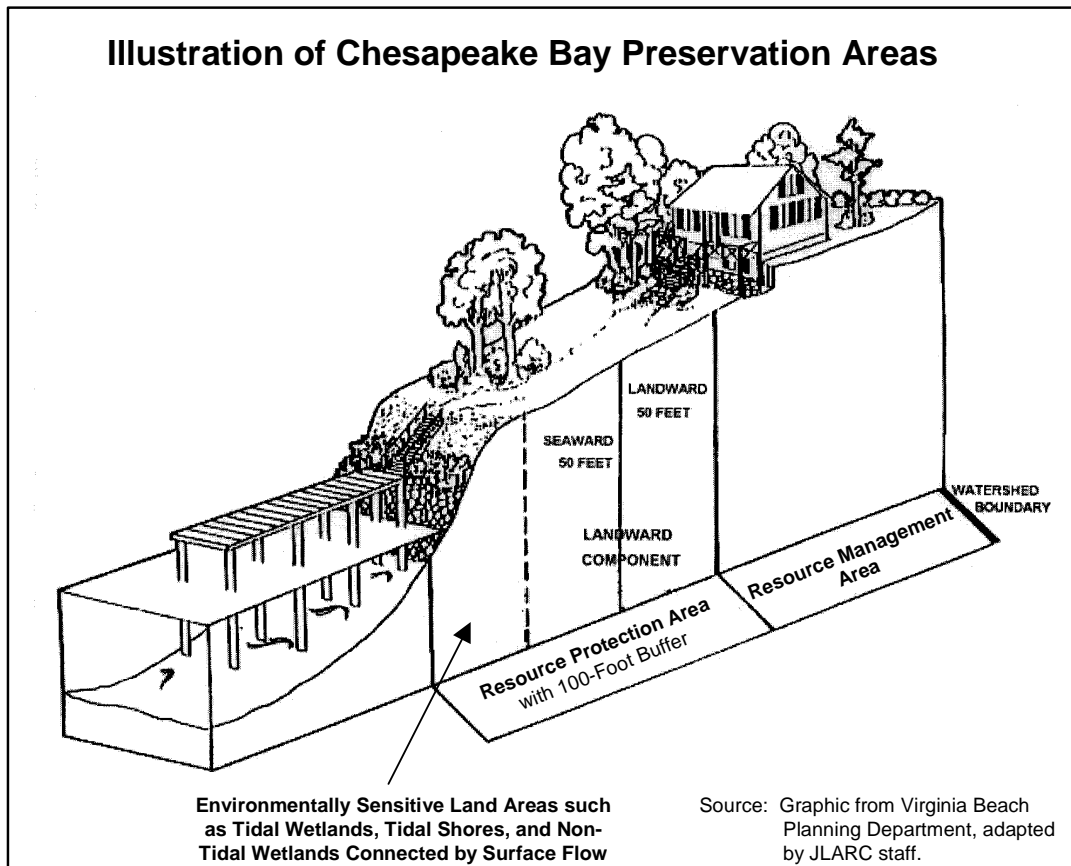 Illustration of Chesapeake Bay Preservation Areas
LANDWARD
50 FEET
SEAWARD
50 FEET
LANDWARD
COMPONENT
WATERSHED
BOUNDARY
Resource Management
Area
Resource Protection Area
with 100-Foot Buffer
Environmentally Sensitive Land Areas such
as Tidal Wetlands, Tidal Shores, and Non-
Tidal Wetlands Connected by Surface Flow
Source: Graphic from Virginia Beach
Planning Department, adapted
by JLARC staff.